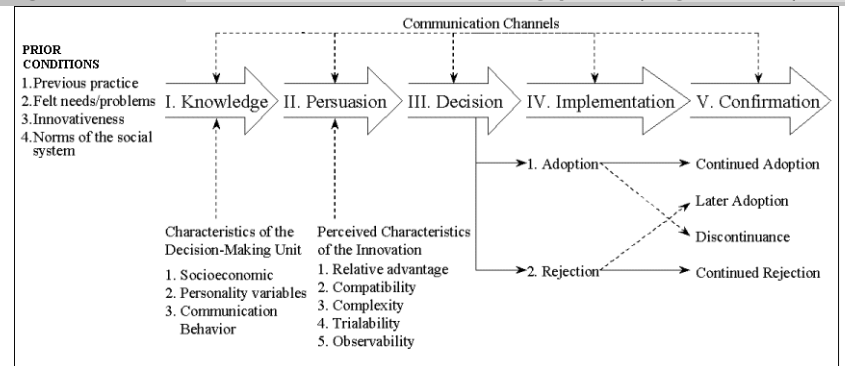 Communication Channels
PRIOR
CONDITIONS
1.Previous practice
2.Felt needs/problems
3.Innovativeness
4.Norms of the social
system
I. Knowledge
II. Persuasion
III. Decision
IV. Implementation
V. Confirmation
1. Adoption
Continued Adoption
Later Adoption
Discontinuance
2. Rejection
Continued Rejection
Characteristics of the
Decision-Making Unit
1. Socioeconomic
2. Personality variables
3. Communication
Behavior
Perceived Characteristics
of the Innovation
1. Relative advantage
2. Compatibility
3. Complexity
4. Trialability
5. Observability